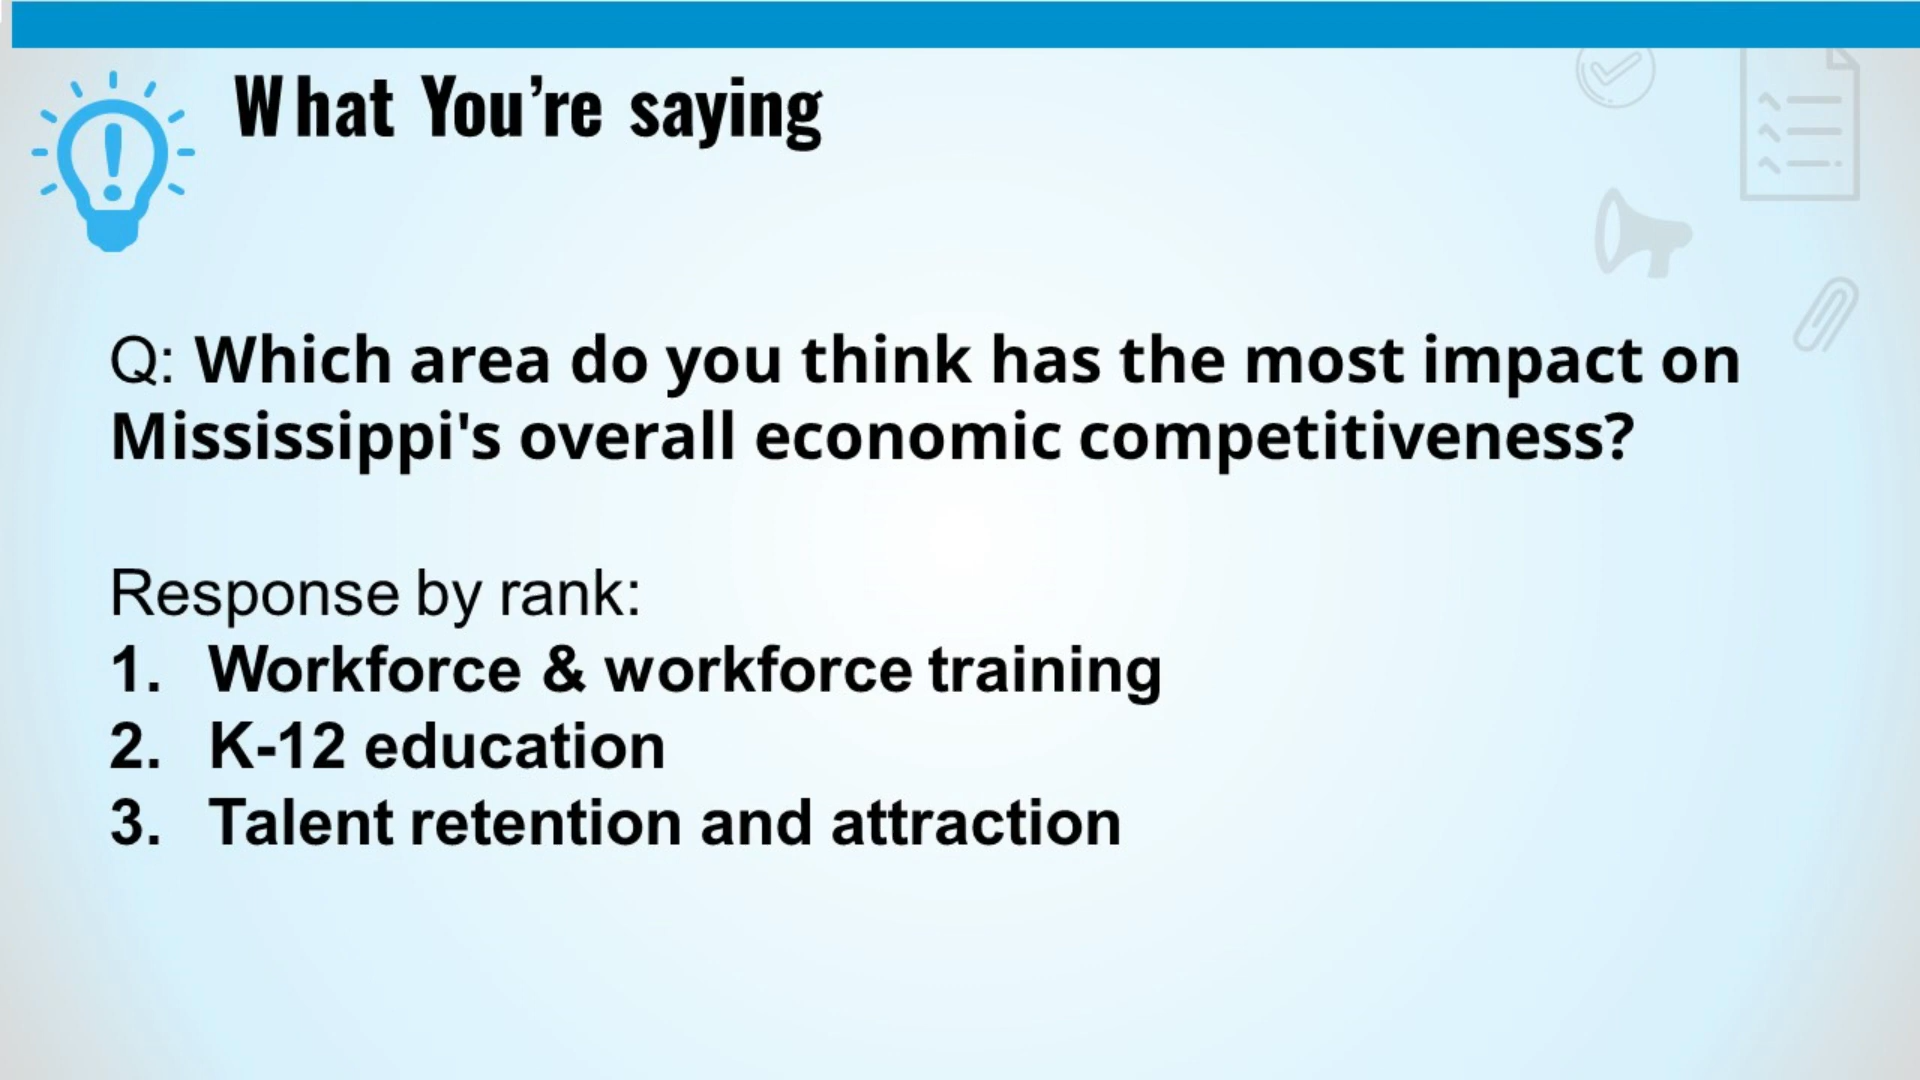 What You’re saying
Q: Which area do you think has the most impact on
Mississippi's overall economic competitiveness?
Response by rank:
1. Workforce & workforce training
2. K-12 education
3. Talent retention and attraction